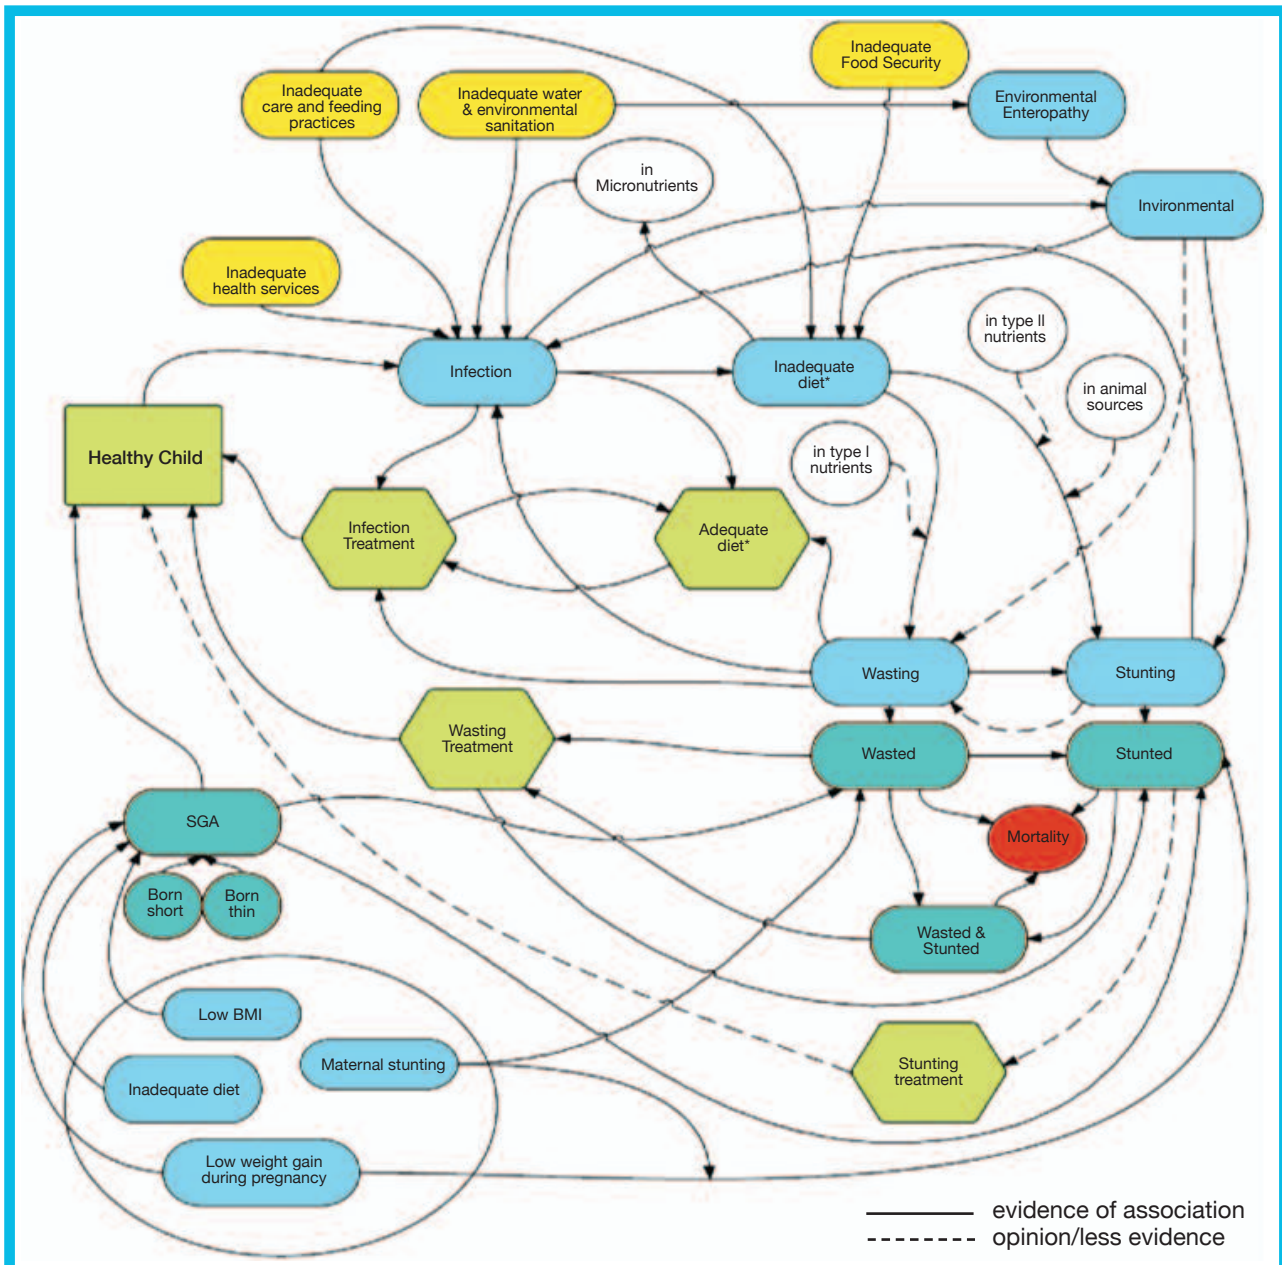 Inadequate
Food Security
Inadequate
care and feeding
practices
Inadequate water
& environmental
sanitation
Environmental
Enteropathy
in
Micronutrients
Invironmental
Inadequate
health services
in type II
nutrients
Infection
Inadequate
diet*
in animal
sources
Healthy Child
in type I
nutrients
Infection
Treatment
Adequate
diet*
Wasting
Stunting
Wasting
Treatment
Wasted
Stunted
SGA
Mortality
Born
short
Born
thin
Wasted &
Stunted
Low BMI
Maternal stunting
Stunting
treatment
Inadequate diet
Low weight gain
during pregnancy
evidence of association
opinion/less evidence